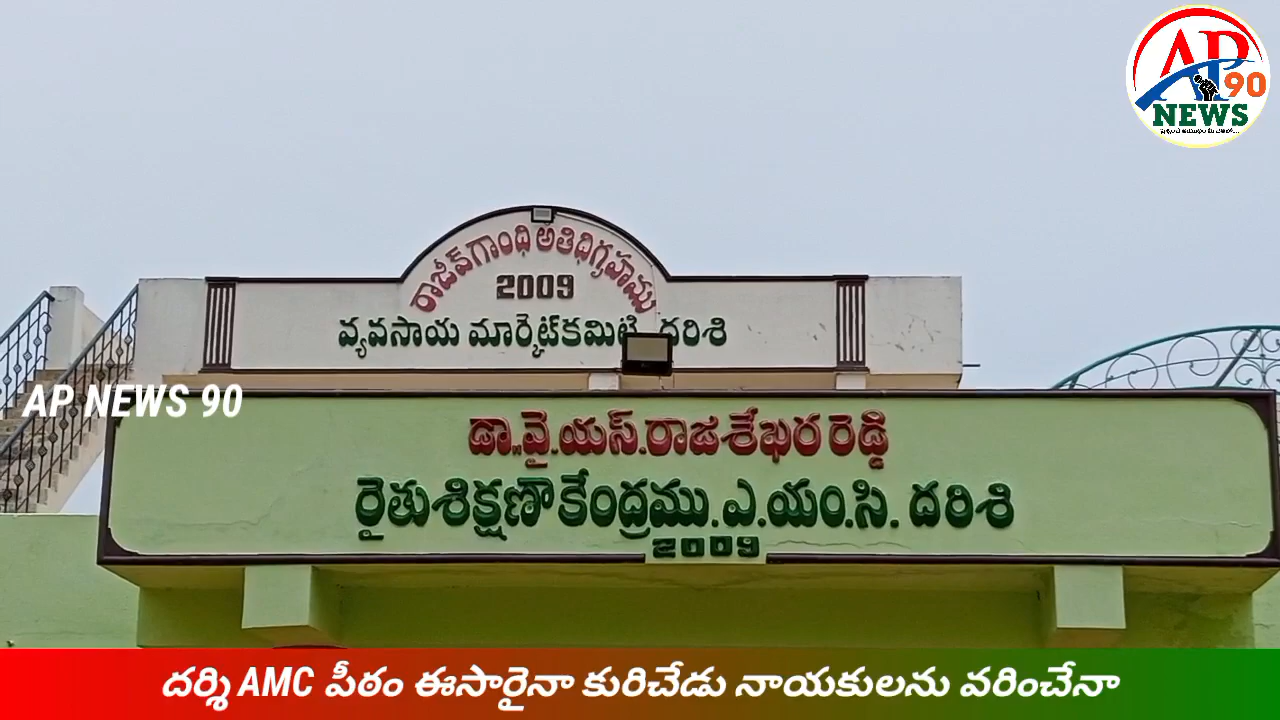 AP
90
NEWS
రాజీవ్ గాంధి అతిధిగృహము
2009
వ్యవసాయ మార్కెట్ కమిటి దరిశి
AP NEWS 90
డా..వై.యస్.రాజశేఖర రెడ్డి
రైతుశిక్షణా కేంద్రము.ఎ.యం.సి. దరిశి
2009
దర్శి AMC పీఠం ఈసారైనా కురిచేడు నాయకులను వరించేనా